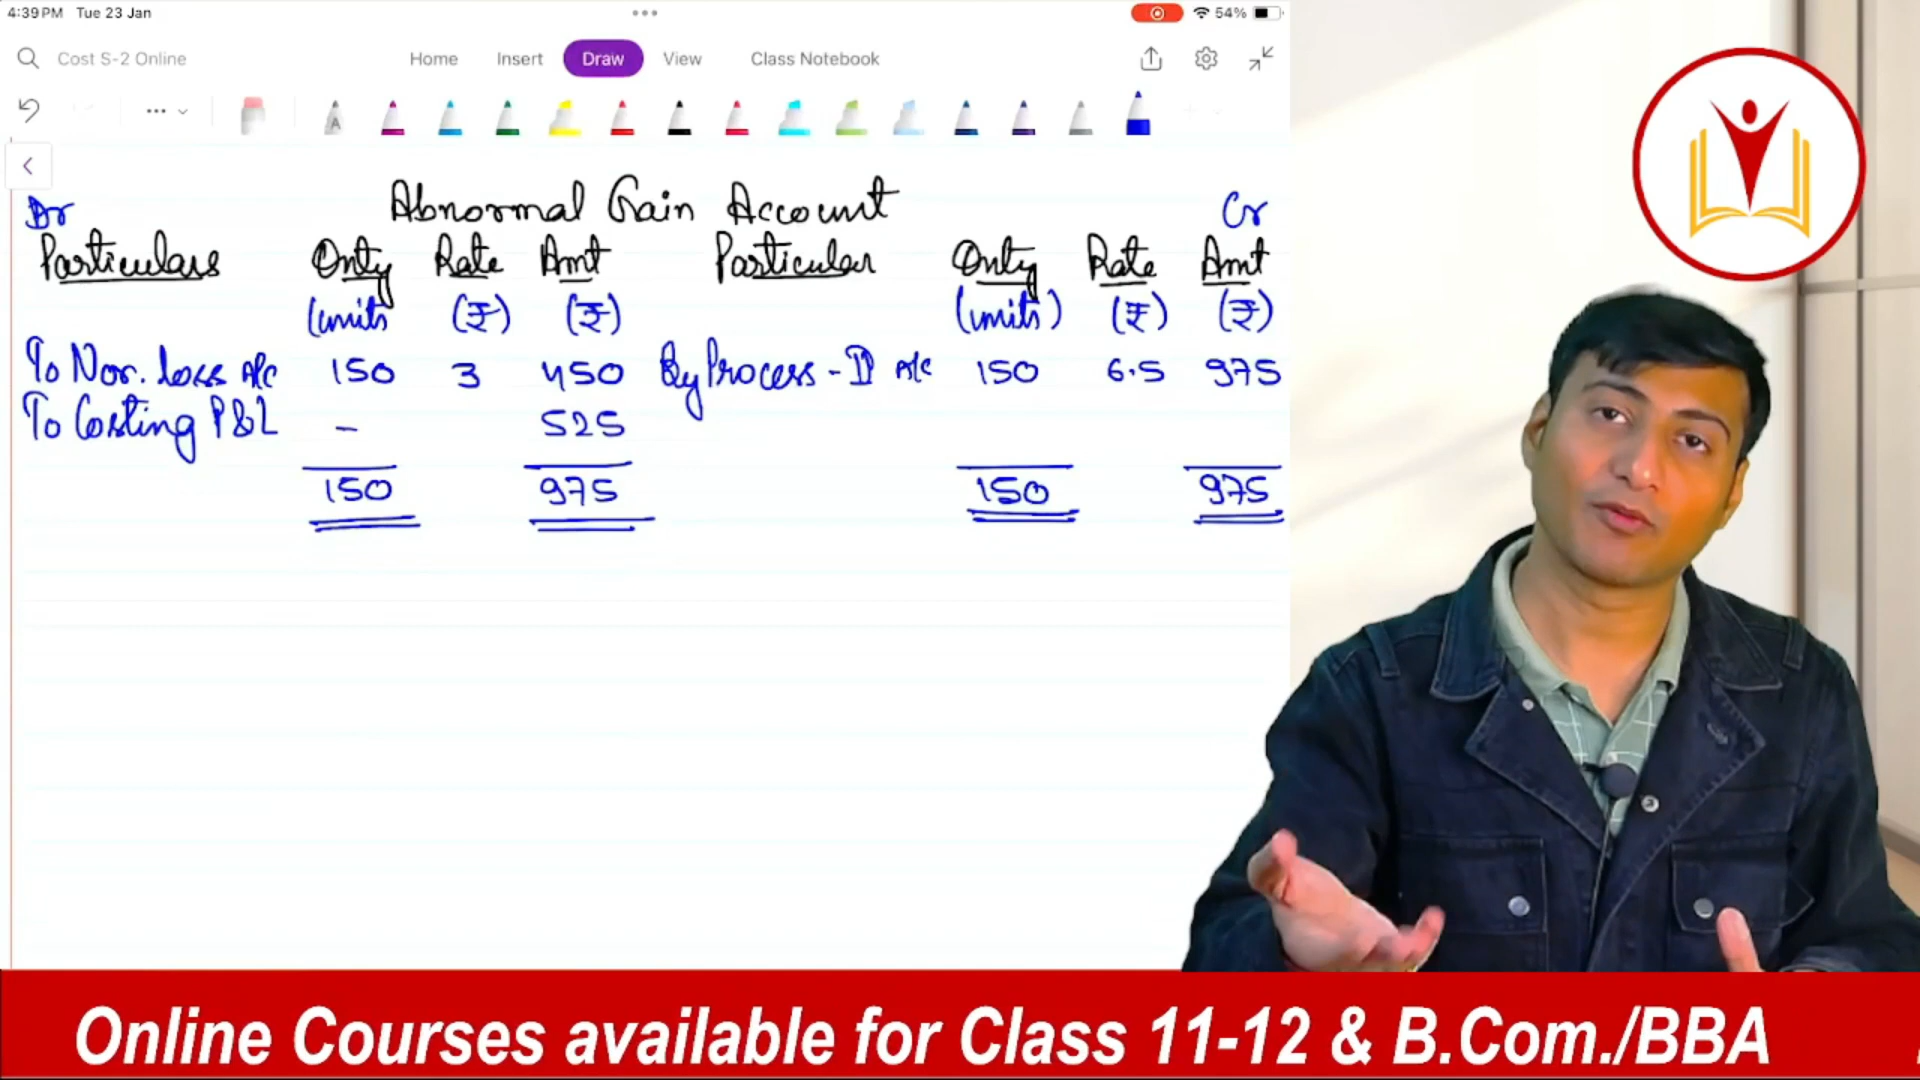 4:39 PM Tue 23 Jan
54%
Cost S-2 Online
Home Insert Draw View Class Notebook
A
Dr Abnormal Gain Account Cr
Particulars Qnty Rate Amt Particular Qnty Rate Amt
(units (₹) (₹) (units) (₹) (₹)
To Nor. loss A/c 150 3 450 By Process - II A/c 150 6.5 975
To Costing P&L - 525
150 975 150 975
Online Courses available for Class 11-12 & B.Com./BBA